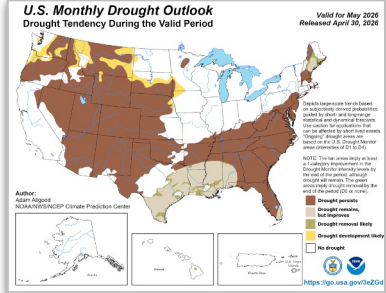 U.S. Monthly Drought Outlook
Drought Tendency During the Valid Period
Valid for May 2026
Released April 30, 2026
Depicts large-scale trends based
on subjectively derived probabilities
guided by short- and long-range
statistical and dynamical forecasts.
Use caution for applications that
can be affected by short lived events.
"Ongoing" drought areas are
based on the U.S. Drought Monitor
areas (intensities of D1 to D4).
NOTE: The tan areas imply at least
a 1-category improvement in the
Drought Monitor intensity levels by
the end of the period, although
drought will remain. The green
areas imply drought removal by the
end of the period (D0 or none).
Author:
Adam Allgood
NOAA/NWS/NCEP Climate Prediction Center
Drought persists
Drought remains,
but improves
Drought removal likely
Drought development likely
No drought
Alaska
Hawaii
Puerto Rico
NOAA
https://go.usa.gov/3eZGd